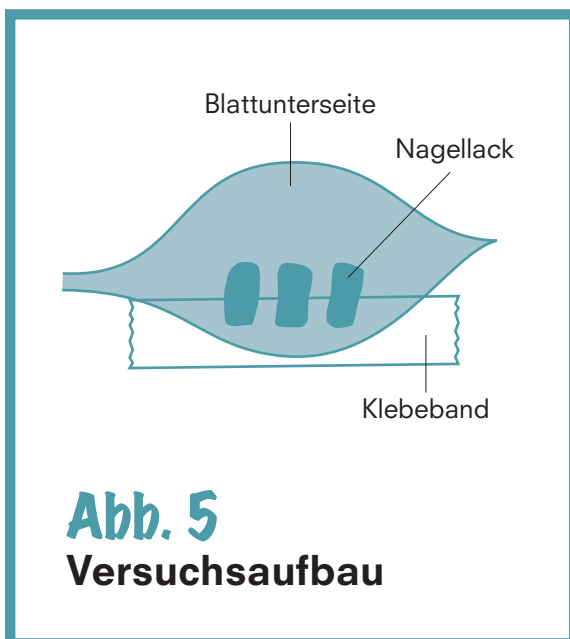 Blattunterseite
Nagellack
Klebeband
Abb. 5
Versuchsaufbau